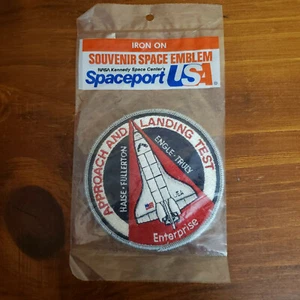 IRON ON
SOUVENIR SPACE EMBLEM
NASA Kennedy Space Center's
Spaceport USA
APPROACH AND LANDING TEST
HAISE-FULLERTON
ENGLE-TRULY
Enterprise